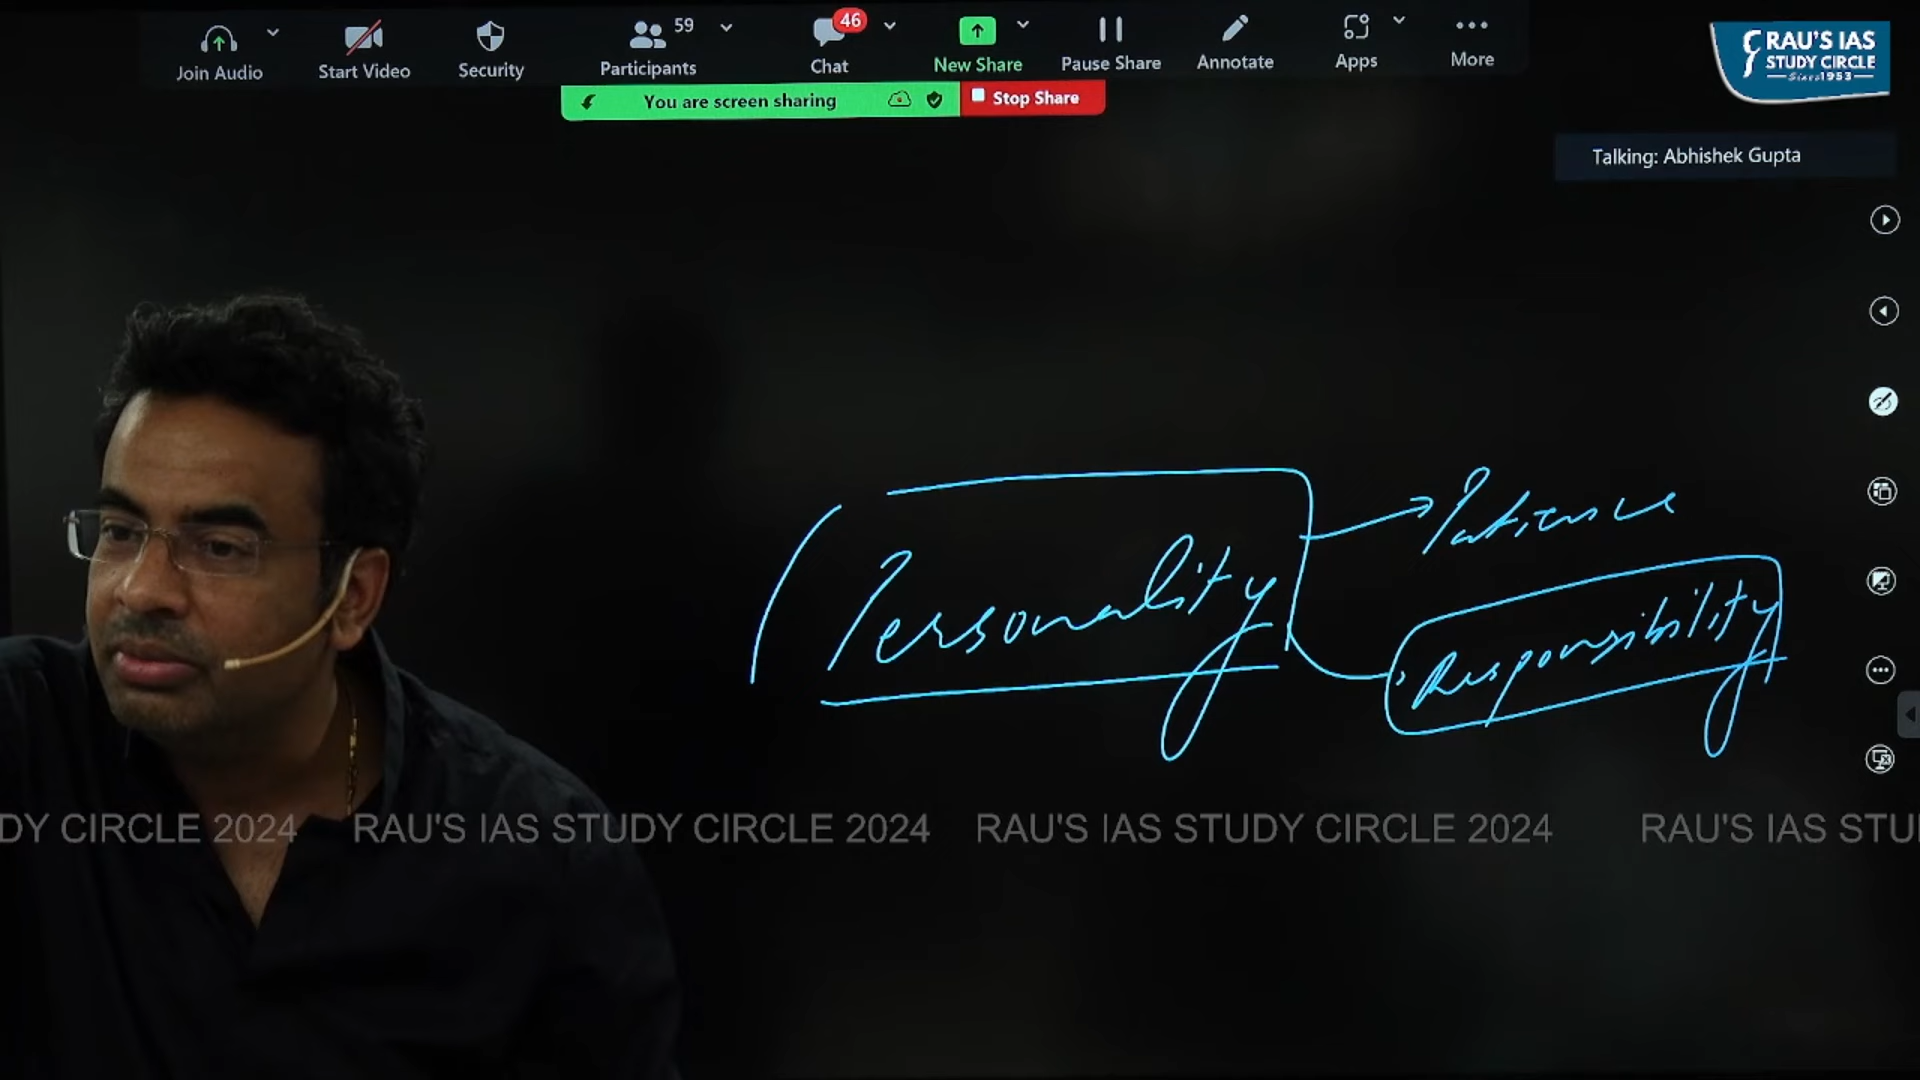 59
46
Join Audio
Start Video
Security
Participants
Chat
New Share
Pause Share
Annotate
Apps
More
You are screen sharing
Stop Share
RAU'S IAS
STUDY CIRCLE
Since 1953
Talking: Abhishek Gupta
Patience
Personality
Responsibility
DY CIRCLE 2024 RAU'S IAS STUDY CIRCLE 2024 RAU'S IAS STUDY CIRCLE 2024 RAU'S IAS STU